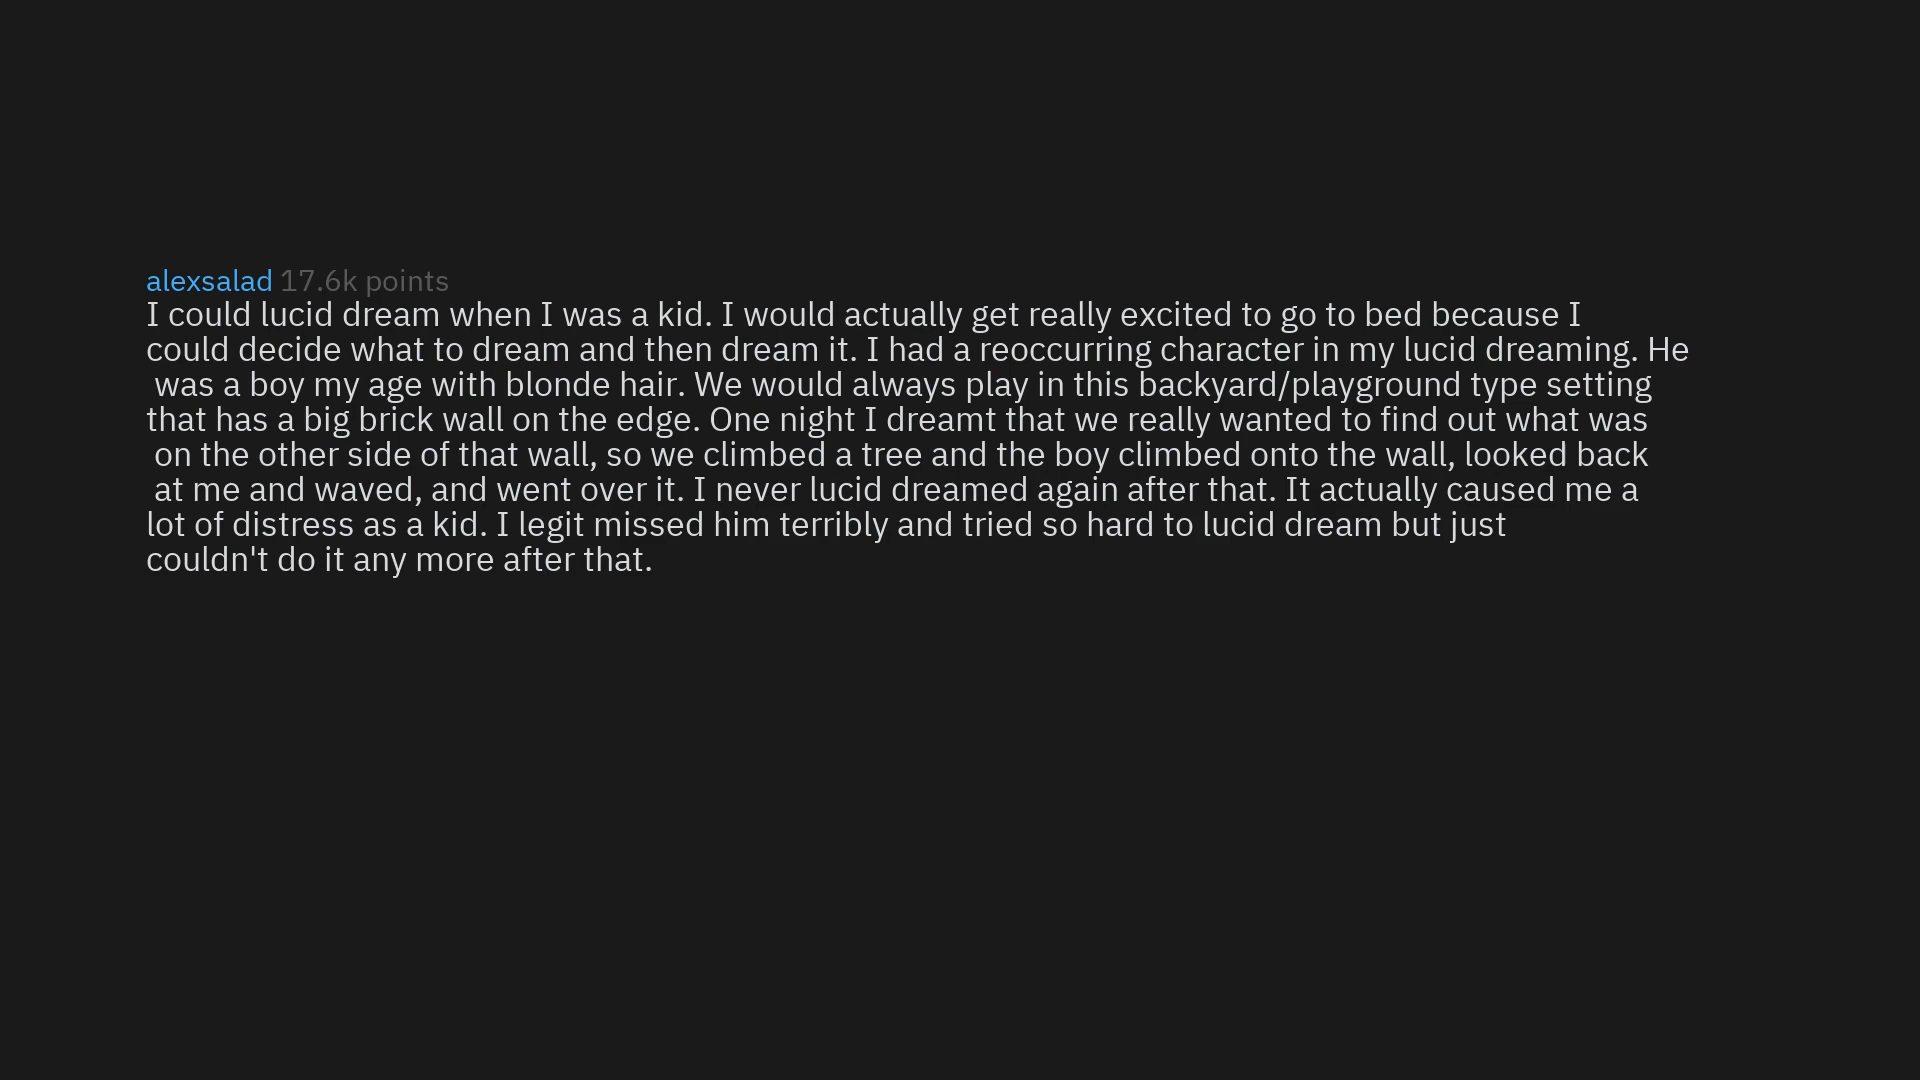 alexsalad 17.6k points
I could lucid dream when I was a kid. I would actually get really excited to go to bed because I
could decide what to dream and then dream it. I had a reoccurring character in my lucid dreaming. He
was a boy my age with blonde hair. We would always play in this backyard/playground type setting
that has a big brick wall on the edge. One night I dreamt that we really wanted to find out what was
on the other side of that wall, so we climbed a tree and the boy climbed onto the wall, looked back
at me and waved, and went over it. I never lucid dreamed again after that. It actually caused me a
lot of distress as a kid. I legit missed him terribly and tried so hard to lucid dream but just
couldn't do it any more after that.